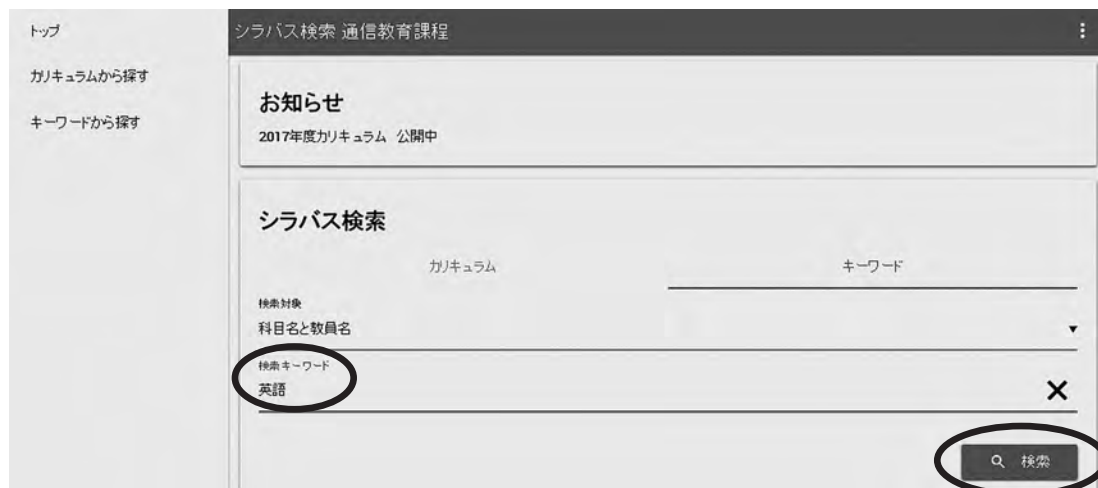 トップ
カリキュラムから探す
キーワードから探す
シラバス検索 通信教育課程
お知らせ
2017年度カリキュラム 公開中
シラバス検索
カリキュラム キーワード
検索対象
科目名と教員名
検索キーワード
英語
検索